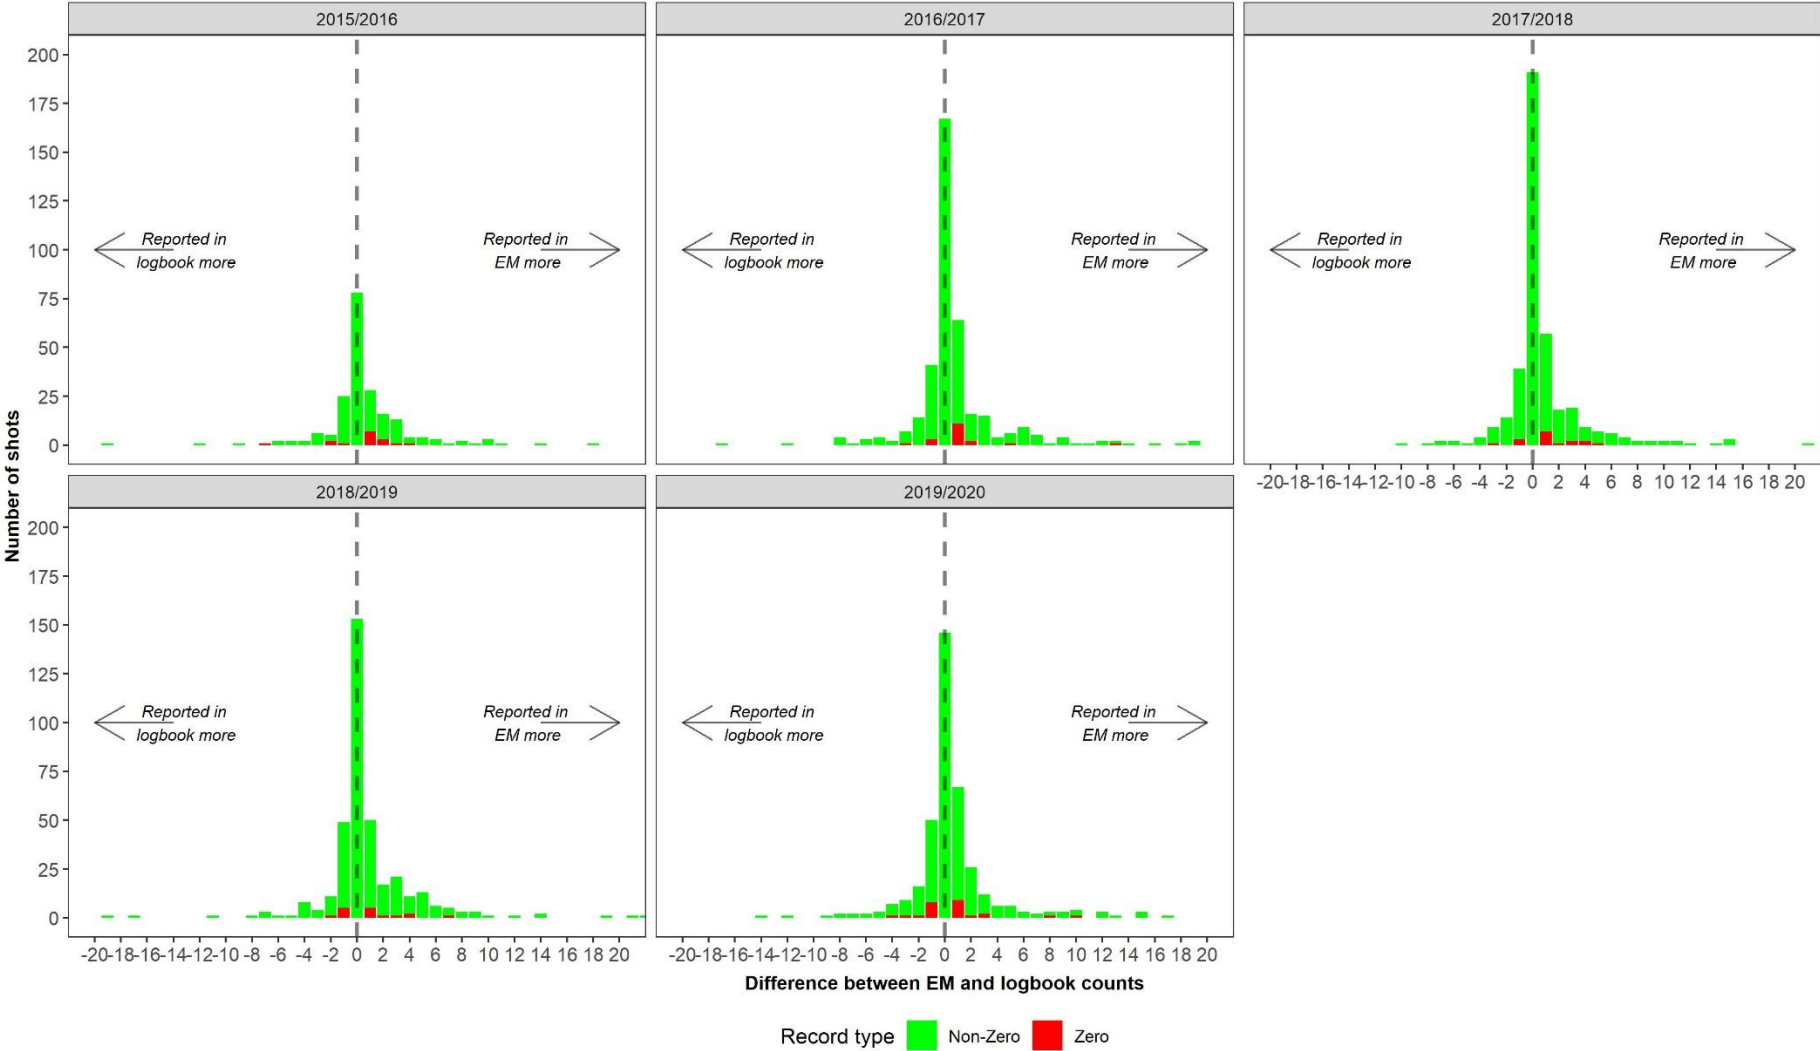 2015/2016
2016/2017
2017/2018
200
175
150
125
100
75
50
25
0
Reported in
logbook more
Reported in
EM more
Reported in
logbook more
Reported in
EM more
Reported in
logbook more
Reported in
EM more
-20 -18 -16 -14 -12 -10 -8 -6 -4 -2 0 2 4 6 8 10 12 14 16 18 20
Number of shots
2018/2019
2019/2020
200
175
150
125
100
75
50
25
0
Reported in
logbook more
Reported in
EM more
Reported in
logbook more
Reported in
EM more
-20 -18 -16 -14 -12 -10 -8 -6 -4 -2 0 2 4 6 8 10 12 14 16 18 20
-20 -18 -16 -14 -12 -10 -8 -6 -4 -2 0 2 4 6 8 10 12 14 16 18 20
Difference between EM and logbook counts
Record type Non-Zero Zero